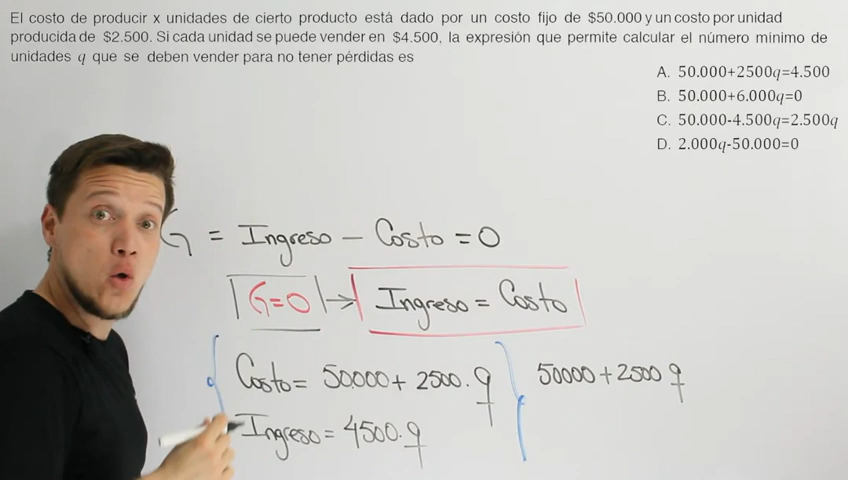 El costo de producir x unidades de cierto producto está dado por un costo fijo de $50.000 y un costo por unidad
producida de $2.500. Si cada unidad se puede vender en $4.500, la expresión que permite calcular el número mínimo de
unidades q que se deben vender para no tener pérdidas es
A. 50.000+2500q=4.500
B. 50.000+6.000q=0
C. 50.000-4.500q=2.500q
D. 2.000q-50.000=0
G = Ingreso - Costo = 0
G=0 → Ingreso = Costo
Costo = 50.000 + 2500.q 50000 + 2500 q
Ingreso = 4500.q